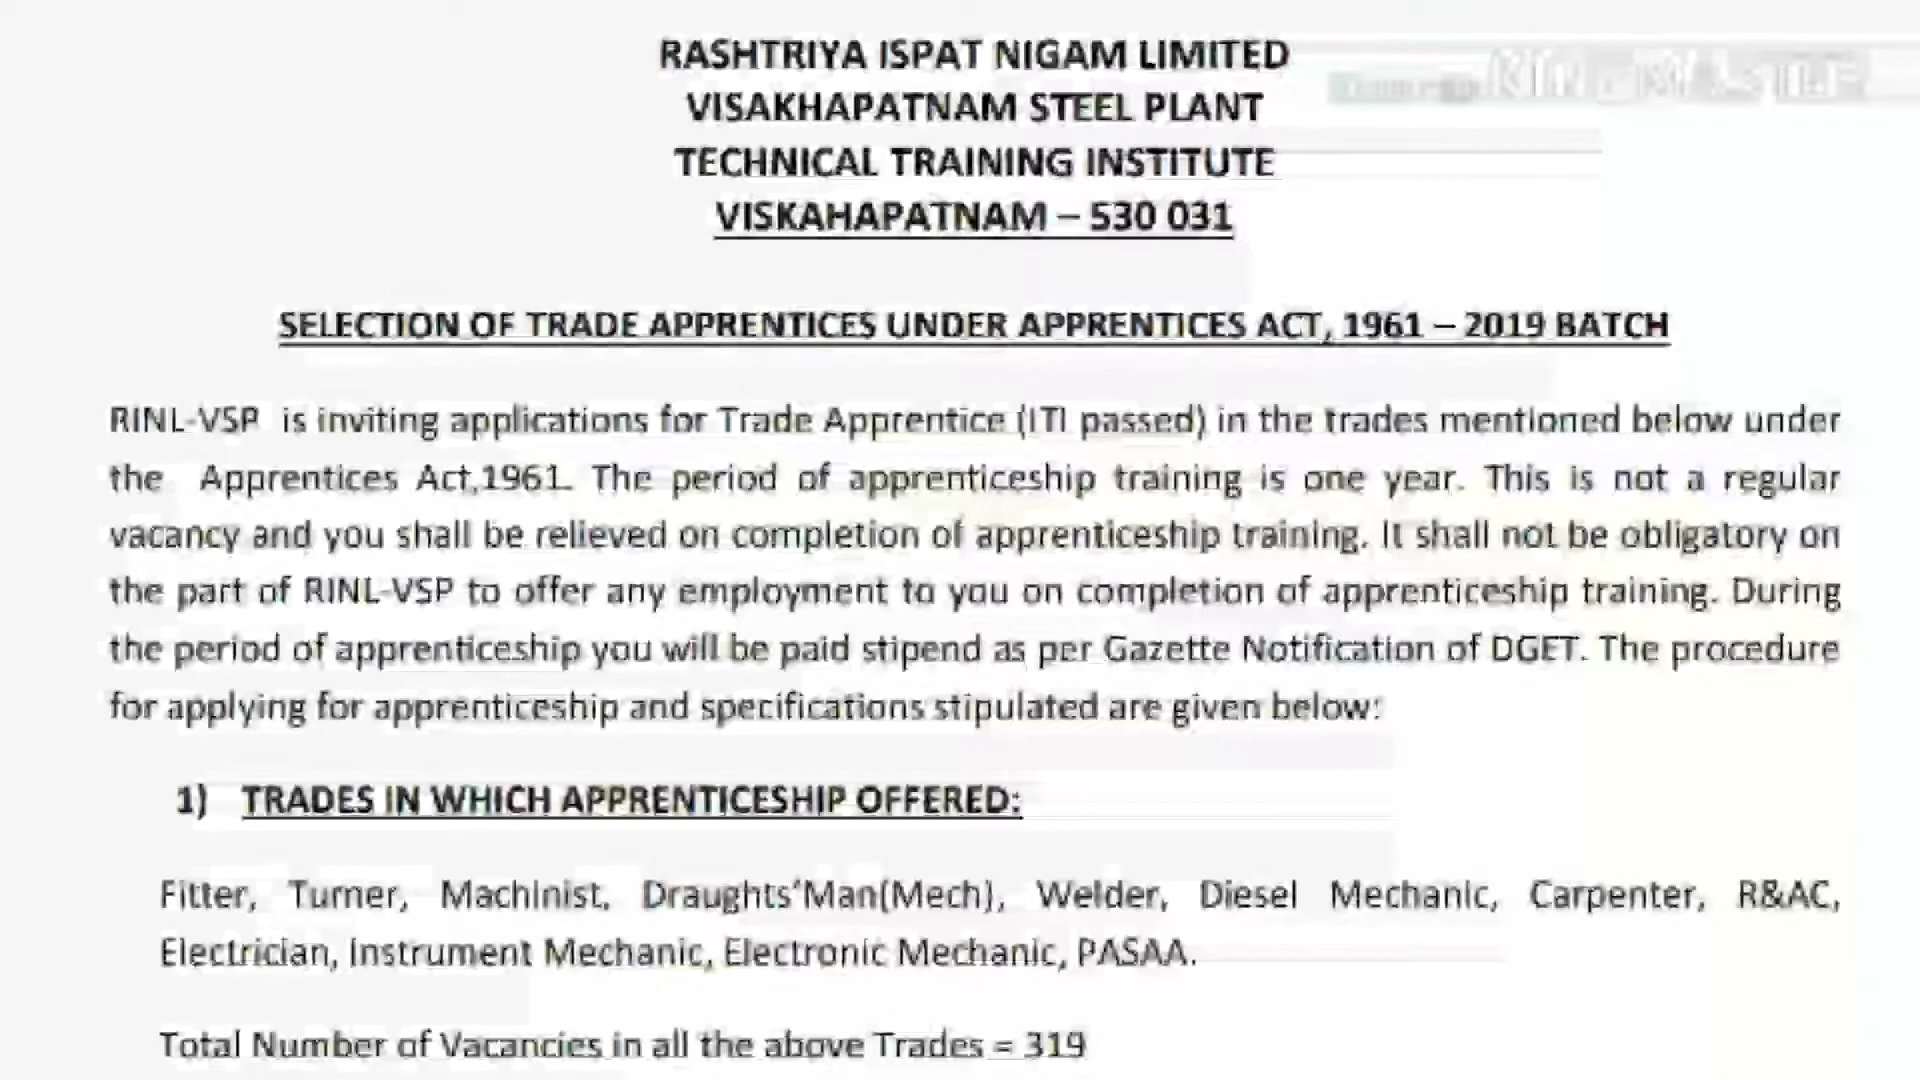 RASHTRIYA ISPAT NIGAM LIMITED
VISAKHAPATNAM STEEL PLANT
TECHNICAL TRAINING INSTITUTE
VISKAHAPATNAM – 530 031
SELECTION OF TRADE APPRENTICES UNDER APPRENTICES ACT, 1961 – 2019 BATCH
RINL-VSP is inviting applications for Trade Apprentice (ITI passed) in the trades mentioned below under
the Apprentices Act,1961. The period of apprenticeship training is one year. This is not a regular
vacancy and you shall be relieved on completion of apprenticeship training. It shall not be obligatory on
the part of RINL-VSP to offer any employment to you on completion of apprenticeship training. During
the period of apprenticeship you will be paid stipend as per Gazette Notification of DGET. The procedure
for applying for apprenticeship and specifications stipulated are given below:
1) TRADES IN WHICH APPRENTICESHIP OFFERED:
Fitter, Turner, Machinist, Draughts'Man(Mech), Welder, Diesel Mechanic, Carpenter, R&AC,
Electrician, Instrument Mechanic, Electronic Mechanic, PASAA.
Total Number of Vacancies in all the above Trades = 319